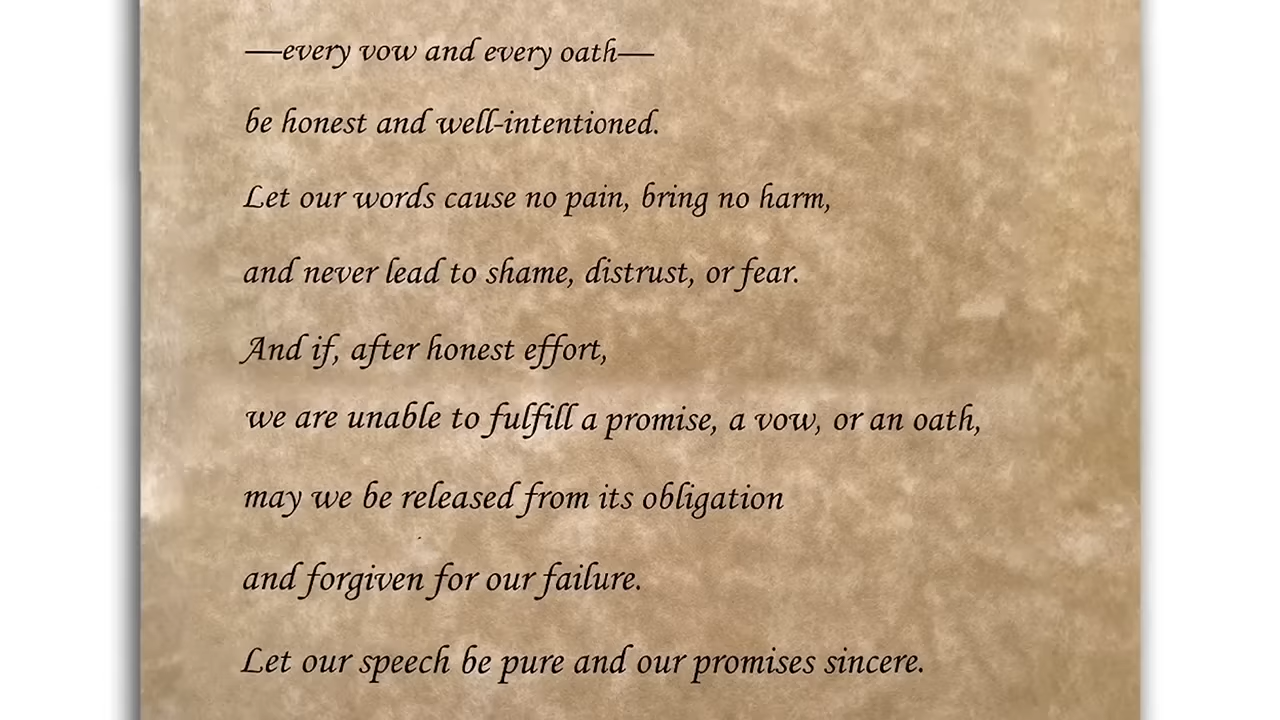 —every vow and every oath—
be honest and well-intentioned.
Let our words cause no pain, bring no harm,
and never lead to shame, distrust, or fear.
And if, after honest effort,
we are unable to fulfill a promise, a vow, or an oath,
may we be released from its obligation
and forgiven for our failure.
Let our speech be pure and our promises sincere.